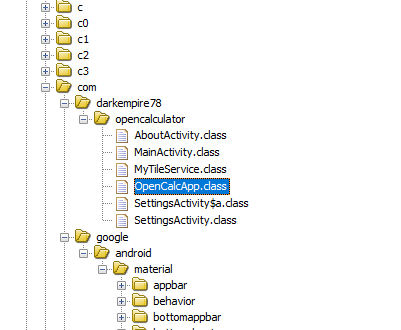 c
c0
c1
c2
c3
com
darkempire78
opencalculator
AboutActivity.class
MainActivity.class
MyTileService.class
OpenCalcApp.class
SettingsActivity$a.class
SettingsActivity.class
google
android
material
appbar
behavior
bottomappbar